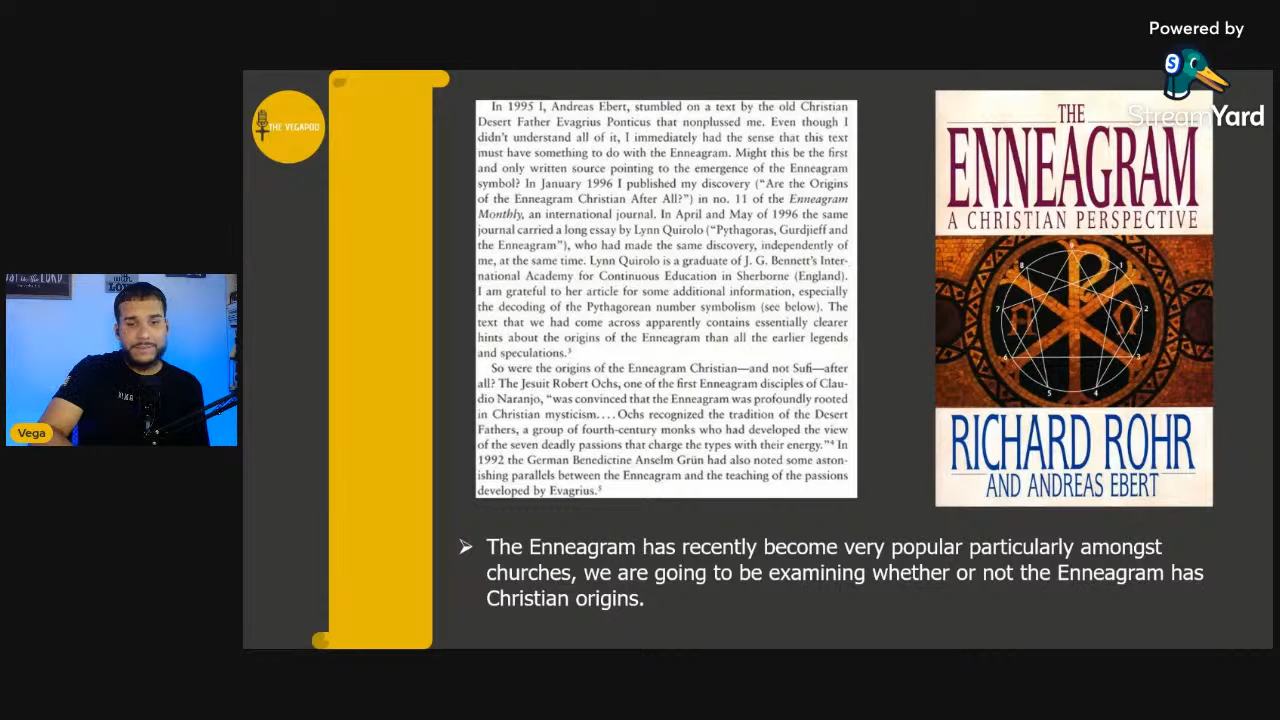 Powered by
StreamYard
THE VEGAPOD
In 1995 I, Andreas Ebert, stumbled on a text by the old Christian
Desert Father Evagrius Ponticus that nonplussed me. Even though I
didn't understand all of it, I immediately had the sense that this text
must have something to do with the Enneagram. Might this be the first
and only written source pointing to the emergence of the Enneagram
symbol? In January 1996 I published my discovery ("Are the Origins
of the Enneagram Christian After All?") in no. 11 of the Enneagram
Monthly, an international journal. In April and May of 1996 the same
journal carried a long essay by Lynn Quirolo ("Pythagoras, Gurdjieff and
the Enneagram"), who had made the same discovery, independently of
me, at the same time. Lynn Quirolo is a graduate of J. G. Bennett's Inter-
national Academy for Continuous Education in Sherborne (England).
I am grateful to her article for some additional information, especially
the decoding of the Pythagorean number symbolism (see below). The
text that we had come across apparently contains essentially clearer
hints about the origins of the Enneagram than all the earlier legends
and speculations.3
So were the origins of the Enneagram Christian—and not Sufi—after
all? The Jesuit Robert Ochs, one of the first Enneagram disciples of Clau-
dio Naranjo, "was convinced that the Enneagram was profoundly rooted
in Christian mysticism.... Ochs recognized the tradition of the Desert
Fathers, a group of fourth-century monks who had developed the view
of the seven deadly passions that charge the types with their energy."4 In
1992 the German Benedictine Anselm Grün had also noted some aston-
ishing parallels between the Enneagram and the teaching of the passions
developed by Evagrius.5
THE
ENNEAGRAM
A CHRISTIAN PERSPECTIVE
9
8
1
7
2
6
3
5
4
RICHARD ROHR
AND ANDREAS EBERT
with
LORD
Vega
➢ The Enneagram has recently become very popular particularly amongst
churches, we are going to be examining whether or not the Enneagram has
Christian origins.